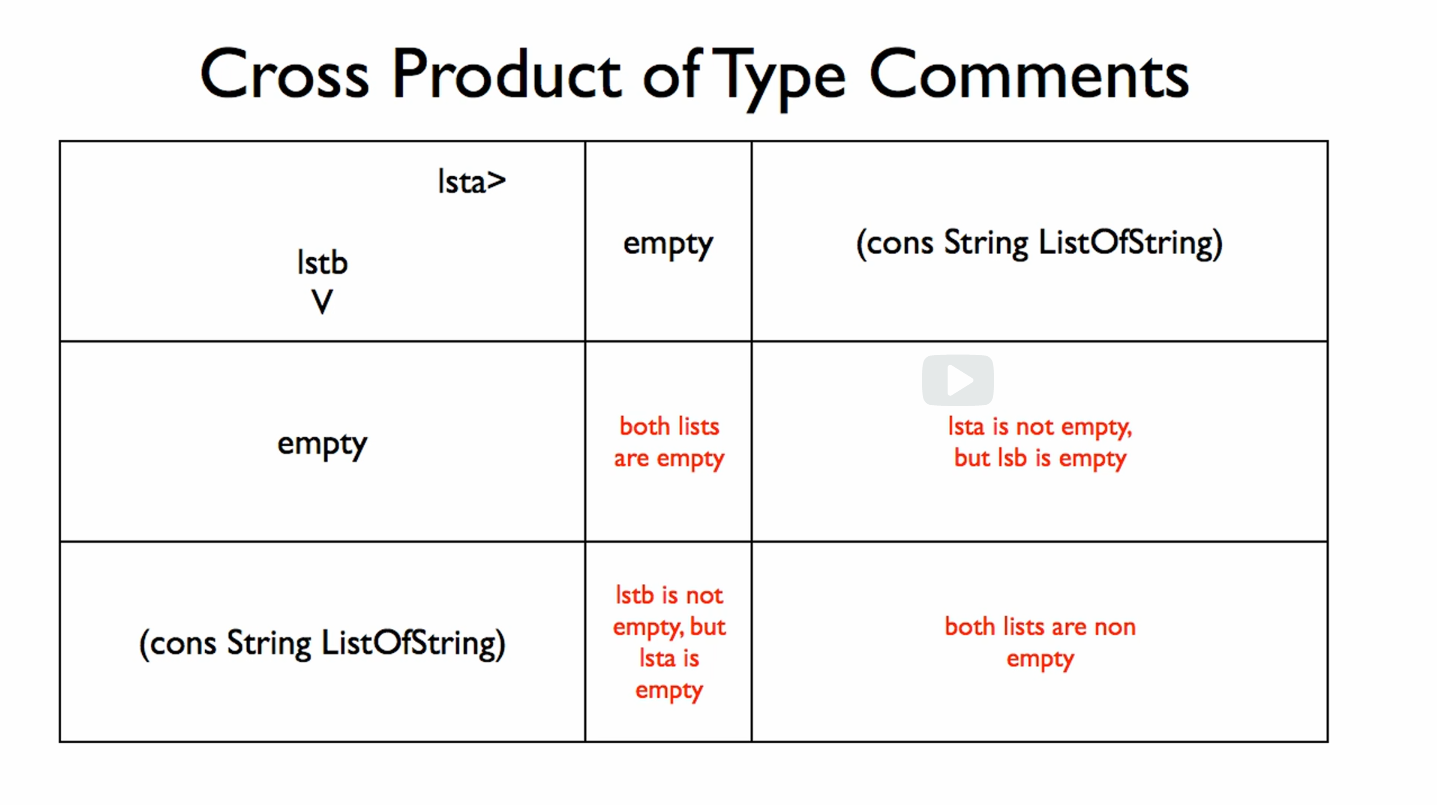 Cross Product of Type Comments
lsta>
lstb
V
empty
(cons String ListOfString)
empty
both lists
are empty
lsta is not empty,
but lsb is empty
(cons String ListOfString)
lstb is not
empty, but
lsta is
empty
both lists are non
empty